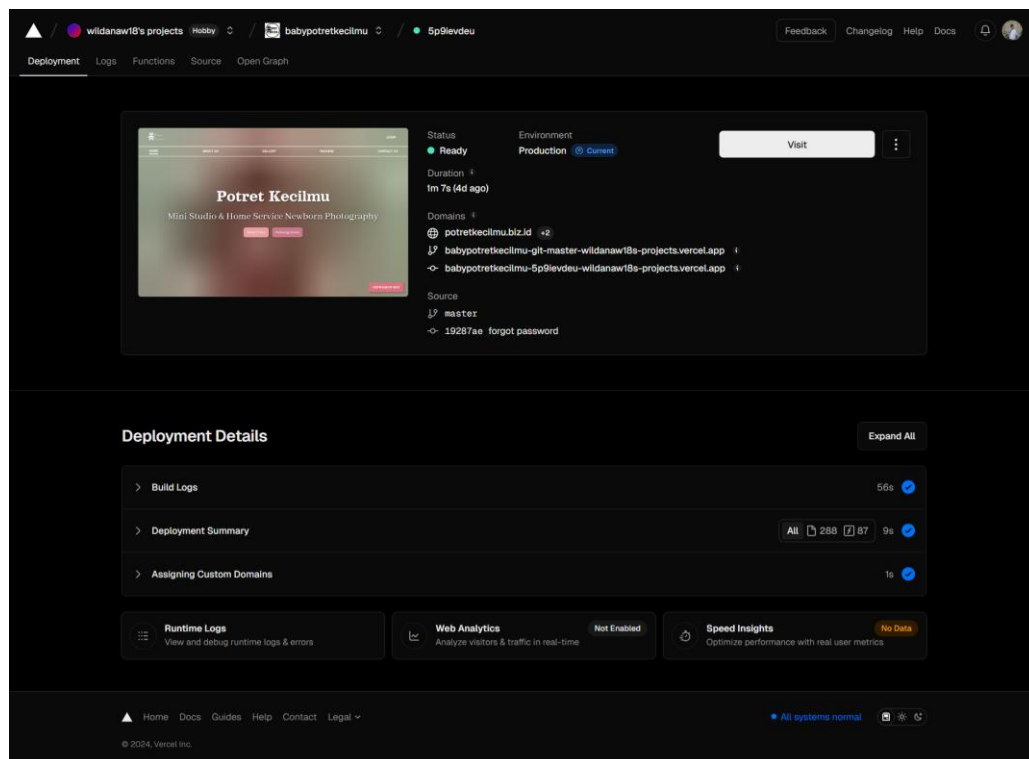 wildanaw18's projects Hobby / babypotretkecilmu / 5p9ievdeu Feedback Changelog Help Docs
Deployment Logs Functions Source Open Graph
Potret Kecilmu
Mini Studio & Home Service Newborn Photography
Status Environment
Ready Production Current
Visit
Duration
1m 7s (4d ago)
Domains
potretkecilmu.biz.id +2
babypotretkecilmu-git-master-wildanaw18s-projects.vercel.app
babypotretkecilmu-5p9ievdeu-wildanaw18s-projects.vercel.app
Source
master
19287ae forgot password
Deployment Details Expand All
Build Logs 56s
Deployment Summary All 288 87 9s
Assigning Custom Domains 1s
Runtime Logs
View and debug runtime logs & errors
Web Analytics Not Enabled
Analyze visitors & traffic in real-time
Speed Insights No Data
Optimize performance with real user metrics
Home Docs Guides Help Contact Legal All systems normal
© 2024, Vercel Inc.